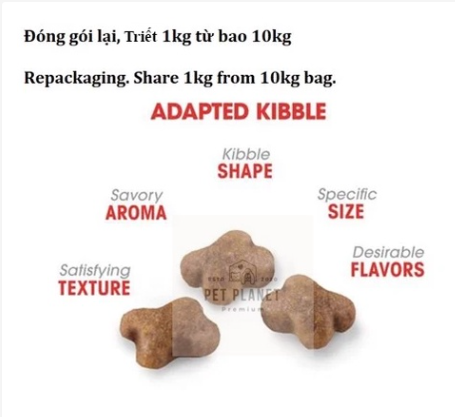 Đóng gói lại, Triết 1kg từ bao 10kg
Repackaging. Share 1kg from 10kg bag.
ADAPTED KIBBLE
Kibble
SHAPE
Savory
AROMA
Specific
SIZE
Desirable
FLAVORS
Satisfying
TEXTURE
PET PLANET
Premium